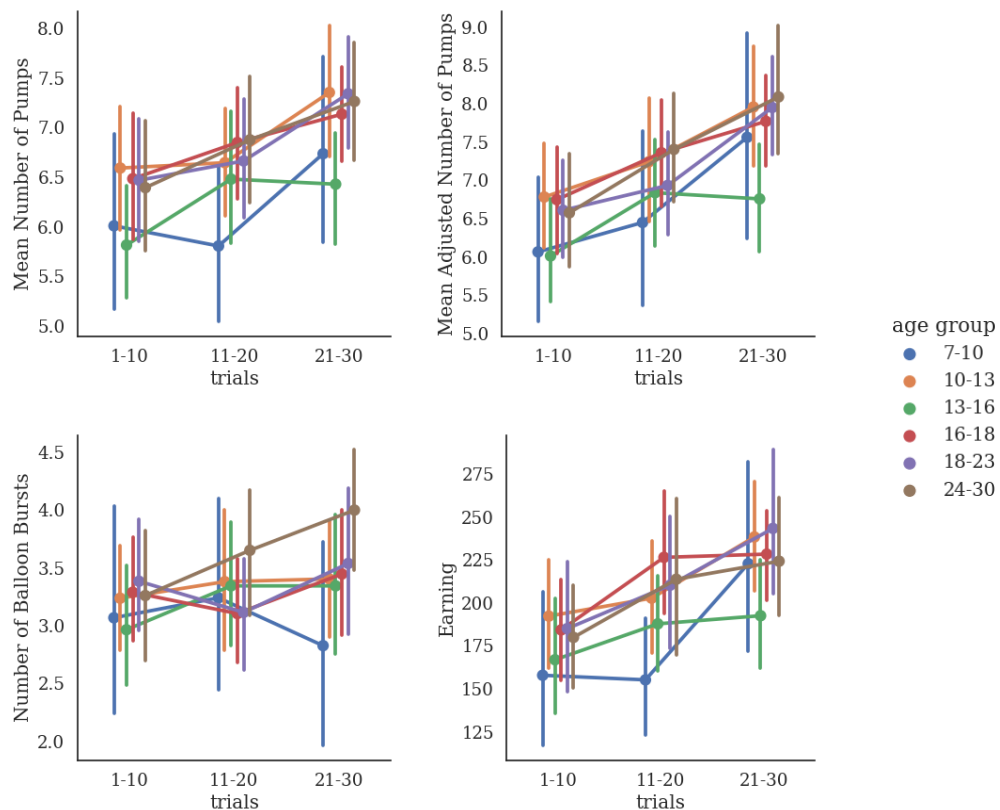 Mean Number of Pumps
8.0
7.5
7.0
6.5
6.0
5.5
5.0
1-10 11-20 21-30
trials
Mean Adjusted Number of Pumps
9.0
8.5
8.0
7.5
7.0
6.5
6.0
5.5
5.0
1-10 11-20 21-30
trials
age group
7-10
10-13
13-16
16-18
18-23
24-30
Number of Balloon Bursts
4.5
4.0
3.5
3.0
2.5
2.0
1-10 11-20 21-30
trials
Earning
275
250
225
200
175
150
125
1-10 11-20 21-30
trials